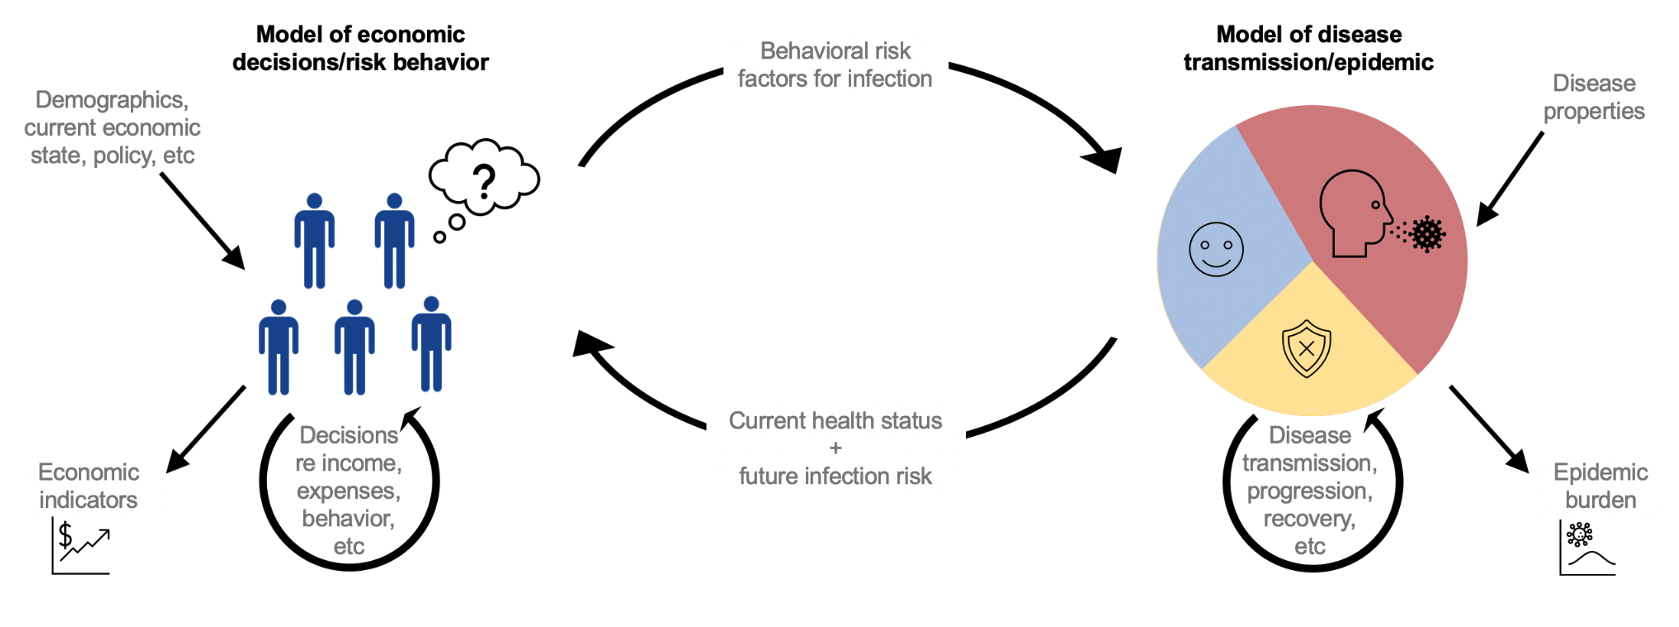 Model of economic
decisions/risk behavior
Demographics,
current economic
state, policy, etc
?
Economic
indicators
$
Decisions
re income,
expenses,
behavior,
etc
Behavioral risk
factors for infection
Current health status
+
future infection risk
Model of disease
transmission/epidemic
Disease
properties
Disease
transmission,
progression,
recovery,
etc
Epidemic
burden